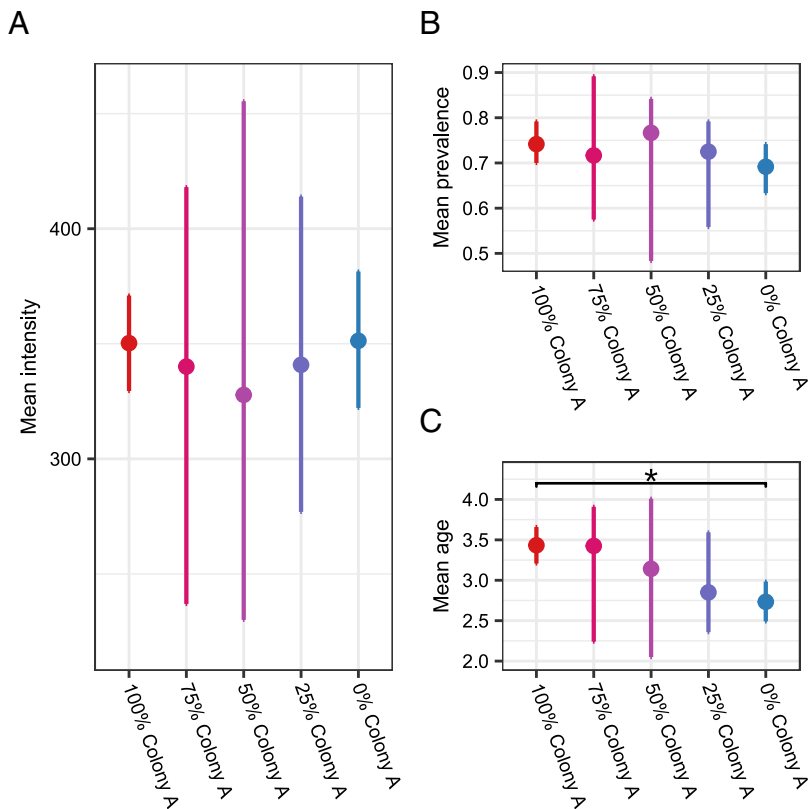 A
Mean intensity
400
300
100% Colony A
75% Colony A
50% Colony A
25% Colony A
0% Colony A
B
Mean prevalence
0.9
0.8
0.7
0.6
0.5
100% Colony A
75% Colony A
50% Colony A
25% Colony A
0% Colony A
C
Mean age
*
4.0
3.5
3.0
2.5
2.0
100% Colony A
75% Colony A
50% Colony A
25% Colony A
0% Colony A